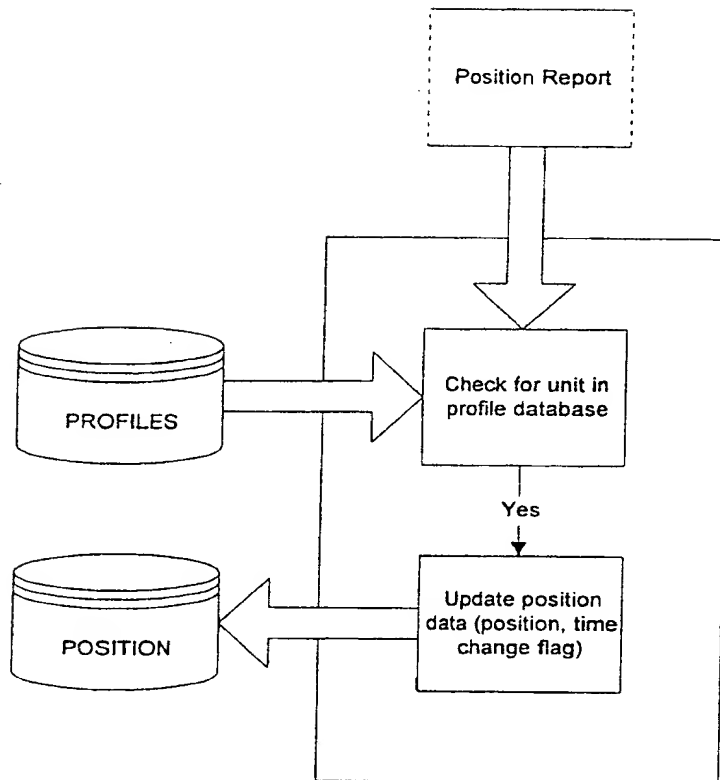 Position Report
Check for unit in
profile database
PROFILES
Yes
Update position
data (position, time
change flag)
POSITION